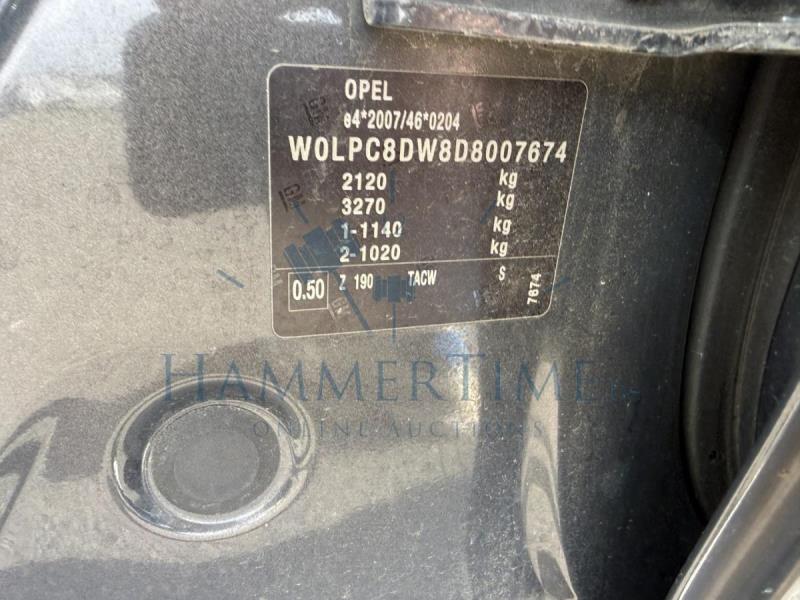 OPEL
e4*2007/46*0204
W0LPC8DW8D8007674
2120 kg
3270 kg
1-1140 kg
2-1020 kg
0.50 Z 190 TACW S 7674
GM
HAMMERTIME
ONLINE AUCTIONS